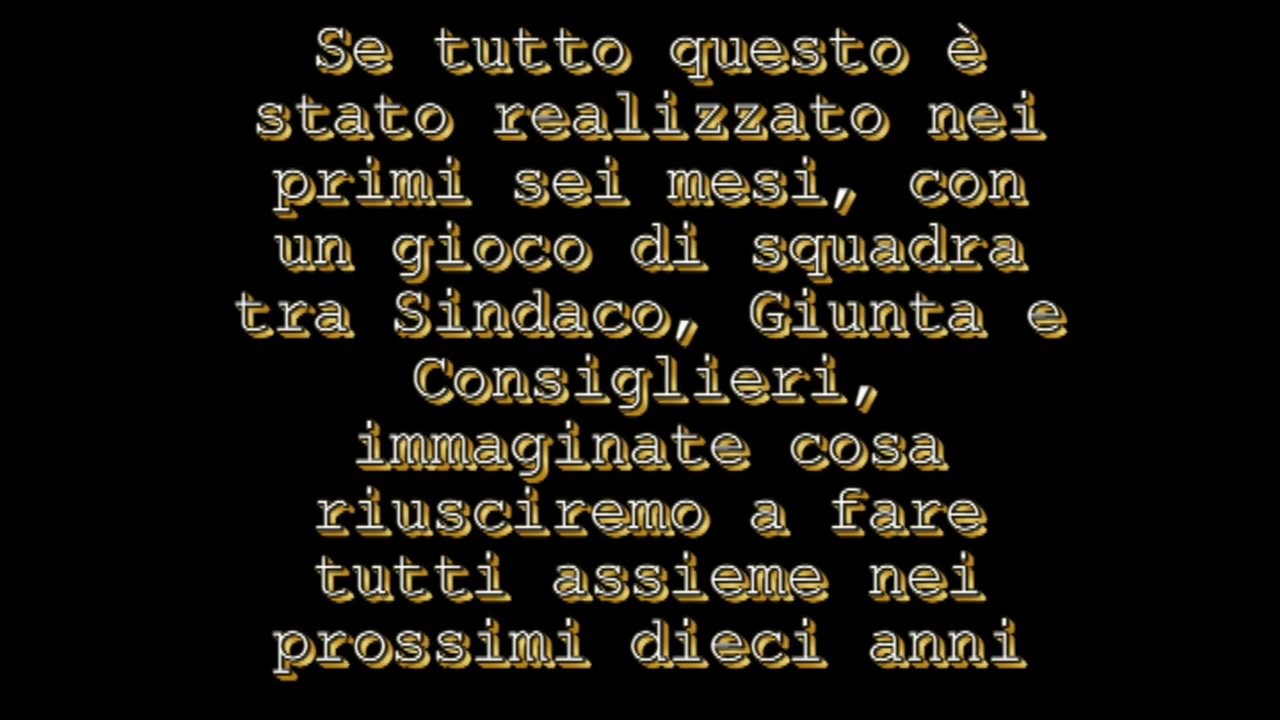 Se tutto questo è
stato realizzato nei
primi sei mesi, con
un gioco di squadra
tra Sindaco, Giunta e
Consiglieri,
immaginate cosa
riusciremo a fare
tutti assieme nei
prossimi dieci anni